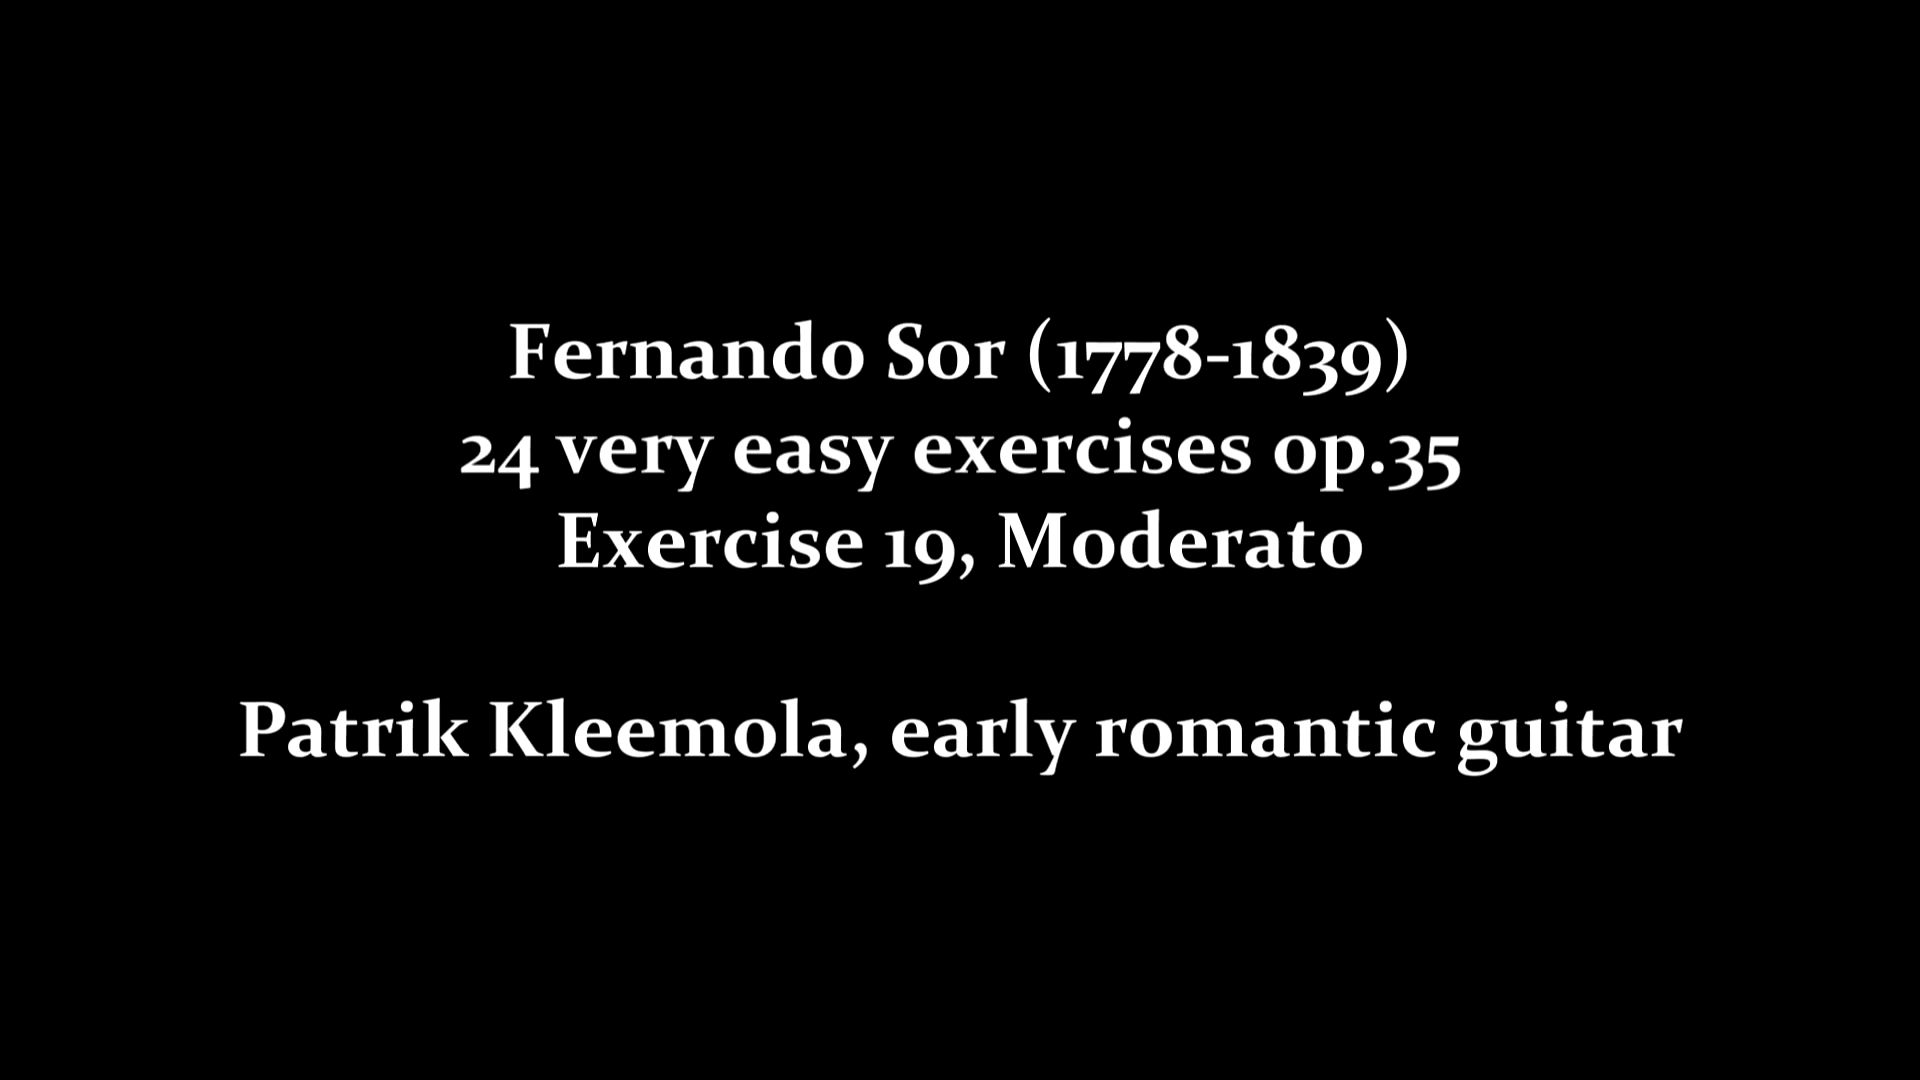 Fernando Sor (1778-1839)
24 very easy exercises op.35
Exercise 19, Moderato
Patrik Kleemola, early romantic guitar